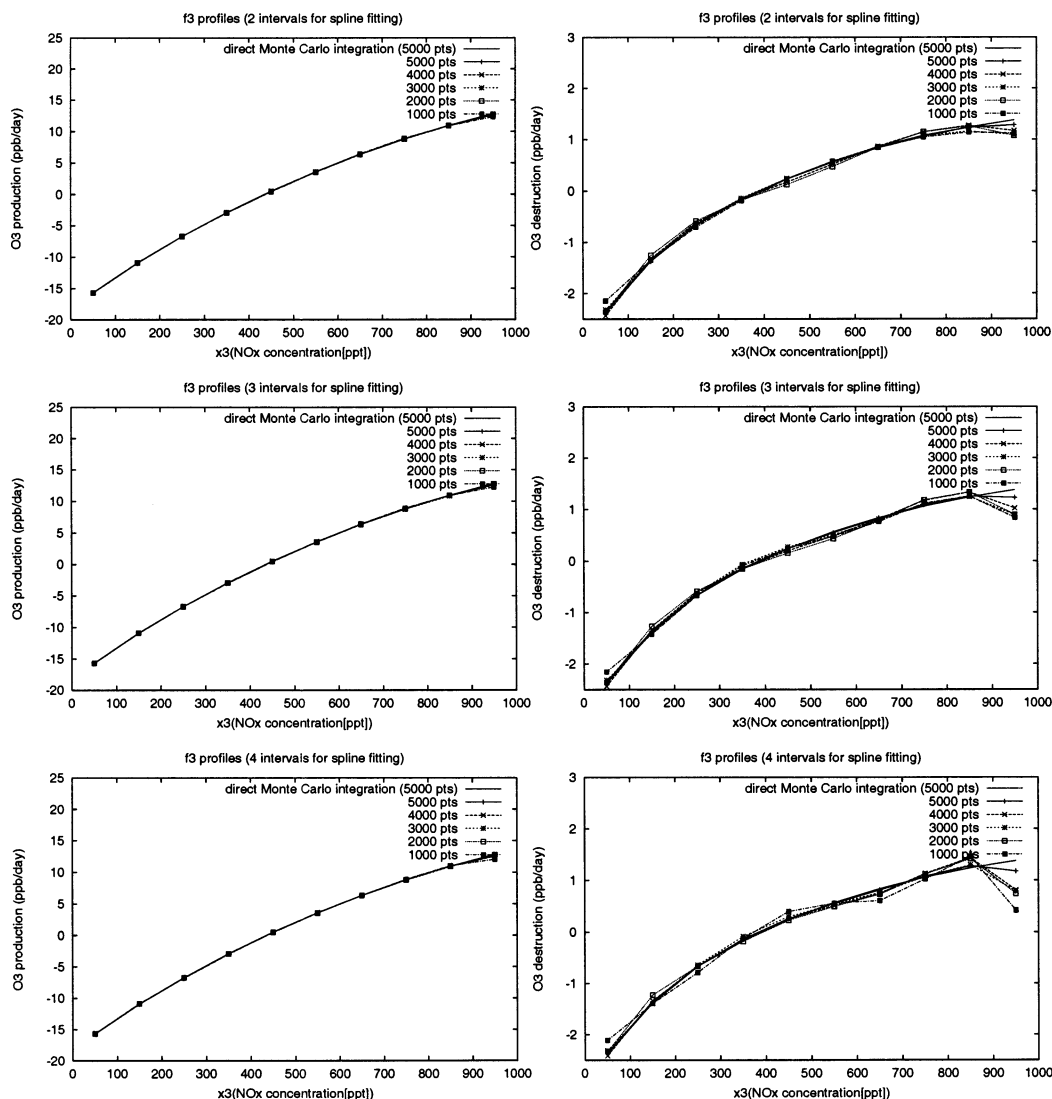 f3 profiles (2 intervals for spline fitting)
O3 production (ppb/day)
25
20
15
10
5
0
-5
-10
-15
-20
direct Monte Carlo integration (5000 pts)
5000 pts
4000 pts
3000 pts
2000 pts
1000 pts
0 100 200 300 400 500 600 700 800 900 1000
x3(NOx concentration[ppt])
f3 profiles (2 intervals for spline fitting)
O3 destruction (ppb/day)
3
2
1
0
-1
-2
direct Monte Carlo integration (5000 pts)
5000 pts
4000 pts
3000 pts
2000 pts
1000 pts
0 100 200 300 400 500 600 700 800 900 1000
x3(NOx concentration[ppt])
f3 profiles (3 intervals for spline fitting)
O3 production (ppb/day)
25
20
15
10
5
0
-5
-10
-15
-20
direct Monte Carlo integration (5000 pts)
5000 pts
4000 pts
3000 pts
2000 pts
1000 pts
0 100 200 300 400 500 600 700 800 900 1000
x3(NOx concentration[ppt])
f3 profiles (3 intervals for spline fitting)
O3 destruction (ppb/day)
3
2
1
0
-1
-2
direct Monte Carlo integration (5000 pts)
5000 pts
4000 pts
3000 pts
2000 pts
1000 pts
0 100 200 300 400 500 600 700 800 900 1000
x3(NOx concentration[ppt])
f3 profiles (4 intervals for spline fitting)
O3 production (ppb/day)
25
20
15
10
5
0
-5
-10
-15
-20
direct Monte Carlo integration (5000 pts)
5000 pts
4000 pts
3000 pts
2000 pts
1000 pts
0 100 200 300 400 500 600 700 800 900 1000
x3(NOx concentration[ppt])
f3 profiles (4 intervals for spline fitting)
O3 destruction (ppb/day)
3
2
1
0
-1
-2
direct Monte Carlo integration (5000 pts)
5000 pts
4000 pts
3000 pts
2000 pts
1000 pts
0 100 200 300 400 500 600 700 800 900 1000
x3(NOx concentration[ppt])